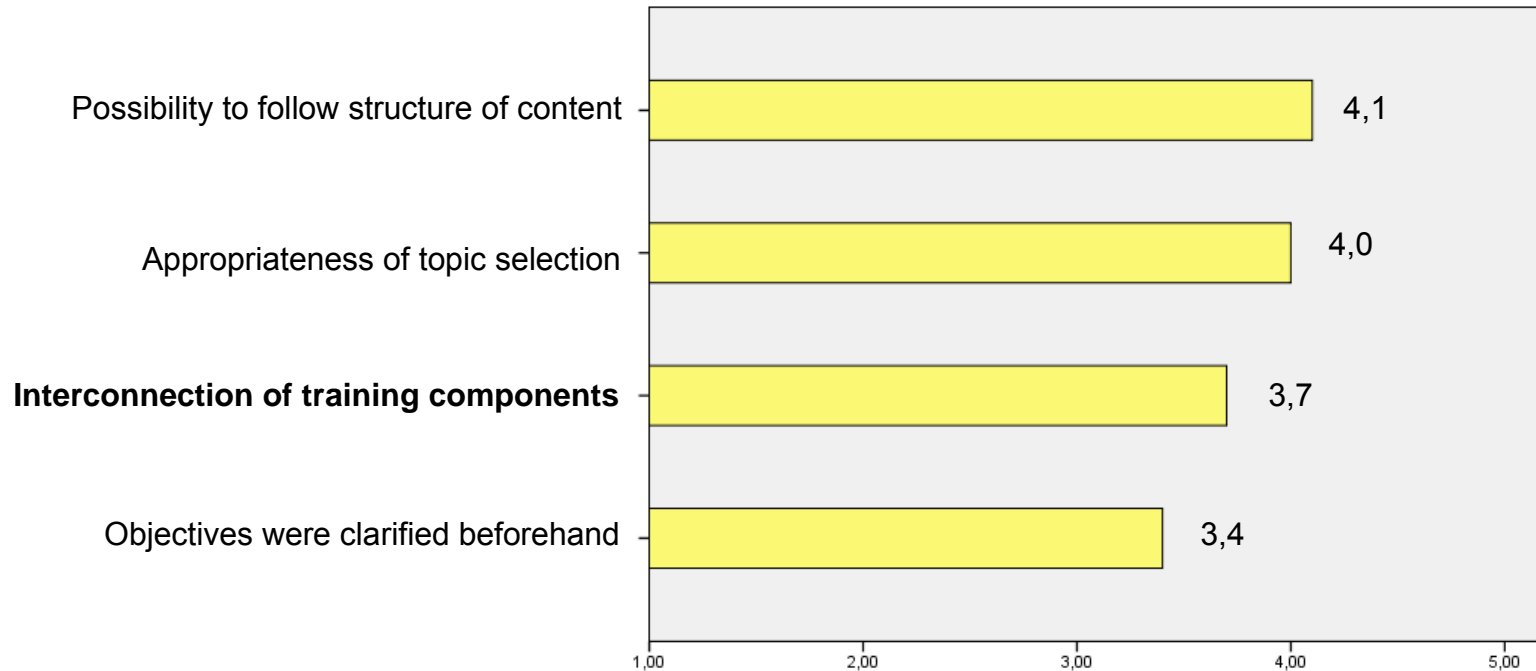 Possibility to follow structure of content 4,1
Appropriateness of topic selection 4,0
Interconnection of training components 3,7
Objectives were clarified beforehand 3,4
1,00 2,00 3,00 4,00 5,00